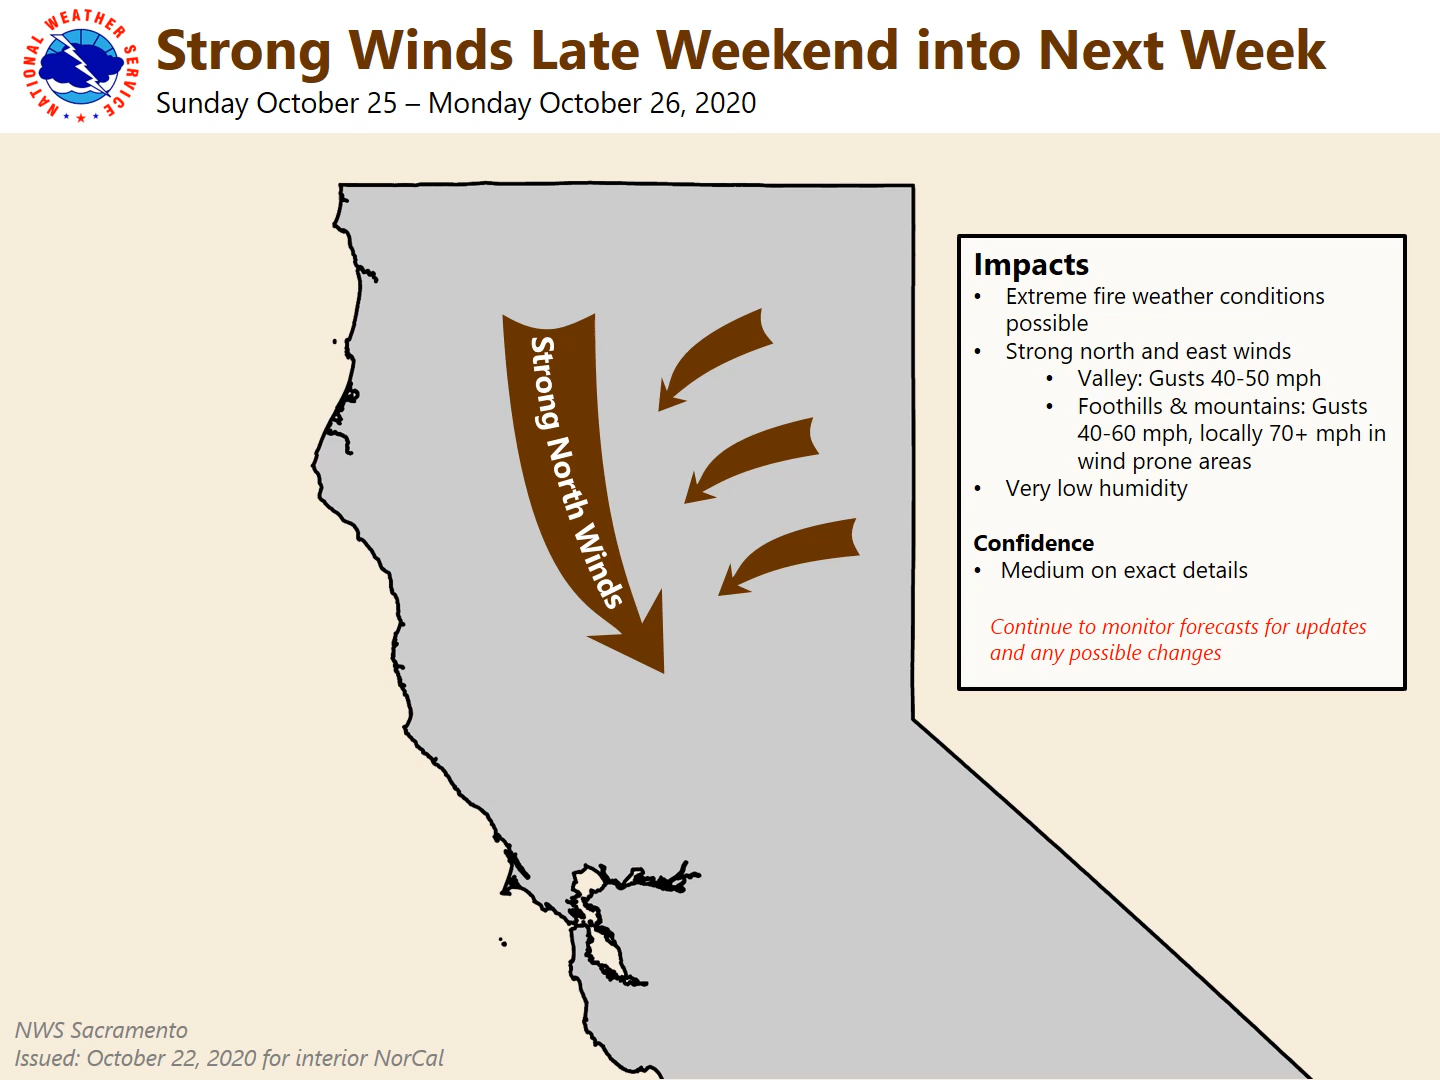 NATIONAL WEATHER SERVICE
Strong Winds Late Weekend into Next Week
Sunday October 25 – Monday October 26, 2020
Strong North Winds
Impacts
• Extreme fire weather conditions
possible
• Strong north and east winds
• Valley: Gusts 40-50 mph
• Foothills & mountains: Gusts
40-60 mph, locally 70+ mph in
wind prone areas
• Very low humidity
Confidence
• Medium on exact details
Continue to monitor forecasts for updates
and any possible changes
NWS Sacramento
Issued: October 22, 2020 for interior NorCal